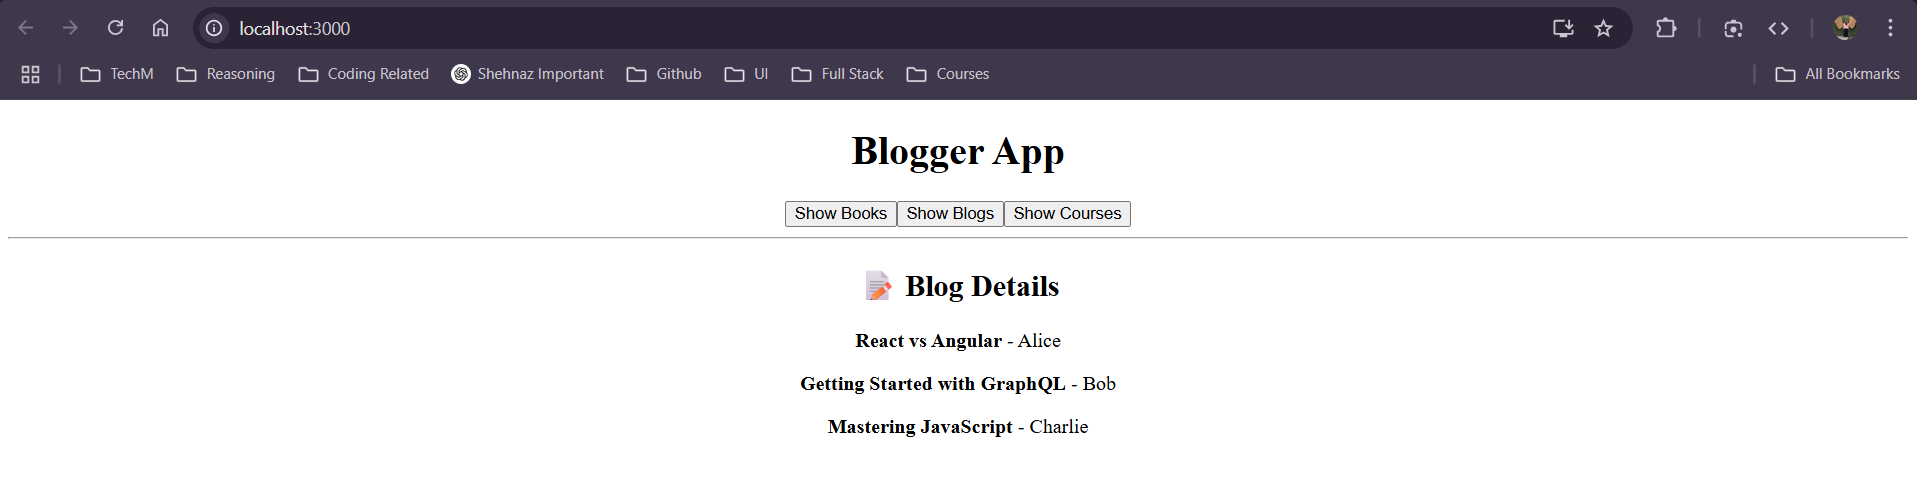 localhost:3000
TechM Reasoning Coding Related Shehnaz Important Github UI Full Stack Courses All Bookmarks
Blogger App
Show Books Show Blogs Show Courses
Blog Details
React vs Angular - Alice
Getting Started with GraphQL - Bob
Mastering JavaScript - Charlie